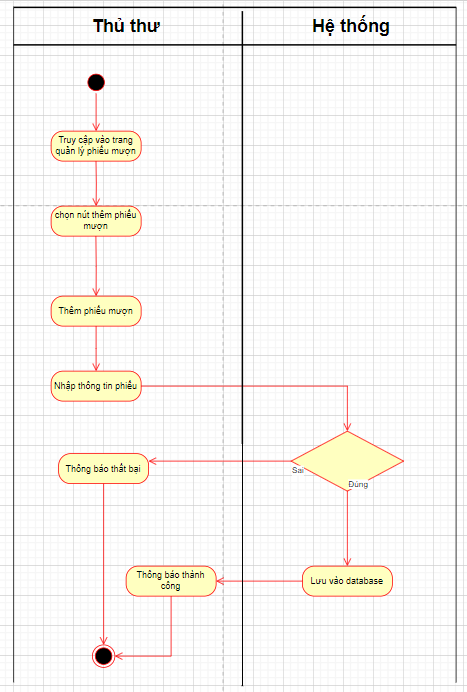 Thủ thư
Hệ thống
Truy cập vào trang
quản lý phiếu mượn
chọn nút thêm phiếu
mượn
Thêm phiếu mượn
Nhập thông tin phiếu
Thông báo thất bại
Sai
Đúng
Thông báo thành
công
Lưu vào database